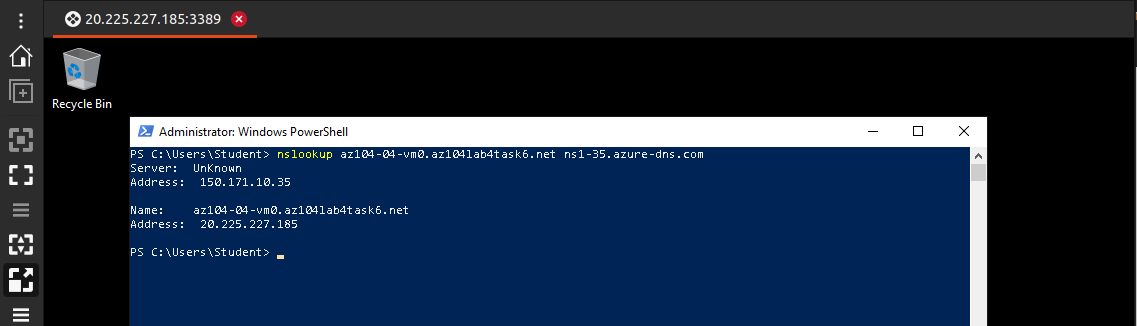 20.225.227.185:3389
Recycle Bin
Administrator: Windows PowerShell
PS C:\Users\Student> nslookup az104-04-vm0.az104lab4task6.net ns1-35.azure-dns.com
Server:  UnKnown
Address:  150.171.10.35
Name:    az104-04-vm0.az104lab4task6.net
Address:  20.225.227.185
PS C:\Users\Student>